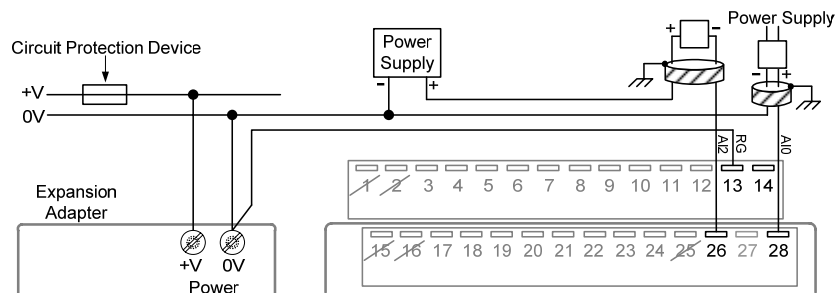 Power Supply
Circuit Protection Device
+ -
Power
Supply
- +
- +
+V
0V
AI2
RG
AI0
1 2 3 4 5 6 7 8 9 10 11 12 13 14
Expansion
Adapter
15 16 17 18 19 20 21 22 23 24 25 26 27 28
+V 0V
Power